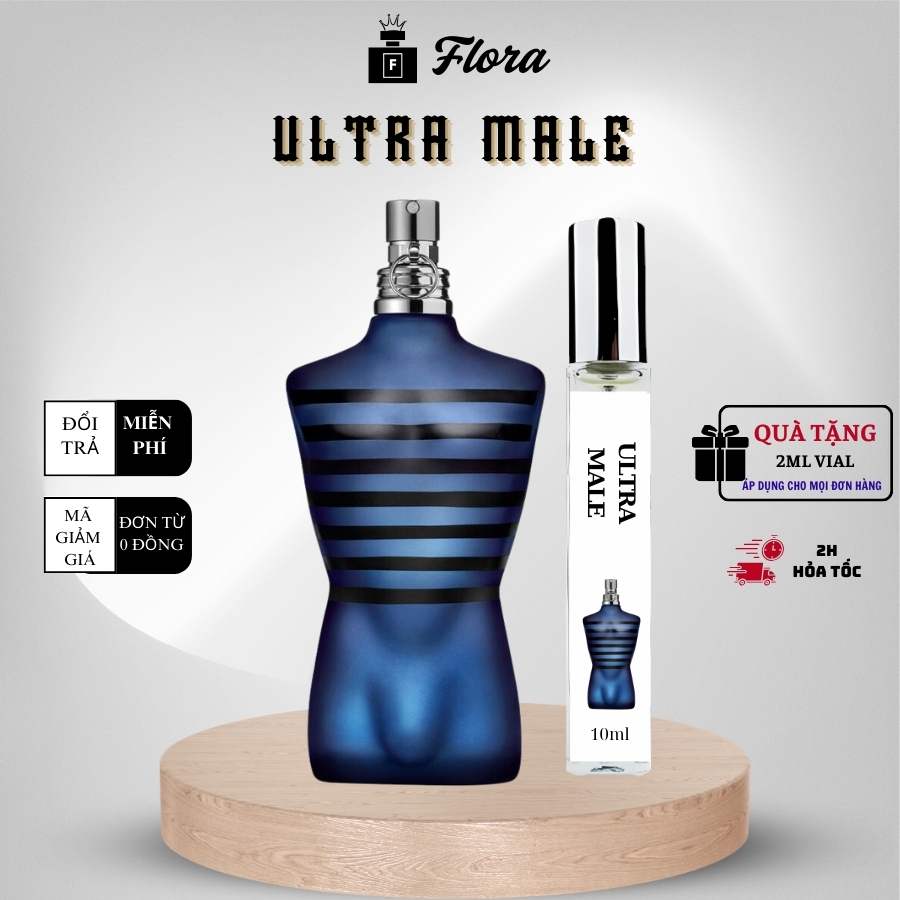 F
Flora
ULTRA MALE
ĐỔI
TRẢ
MIỄN
PHÍ
MÃ
GIẢM
GIÁ
ĐƠN TỪ
0 ĐỒNG
ULTRA
MALE
10ml
QUÀ TẶNG
2ML VIAL
ÁP DỤNG CHO MỌI ĐƠN HÀNG
2H
HỎA TỐC